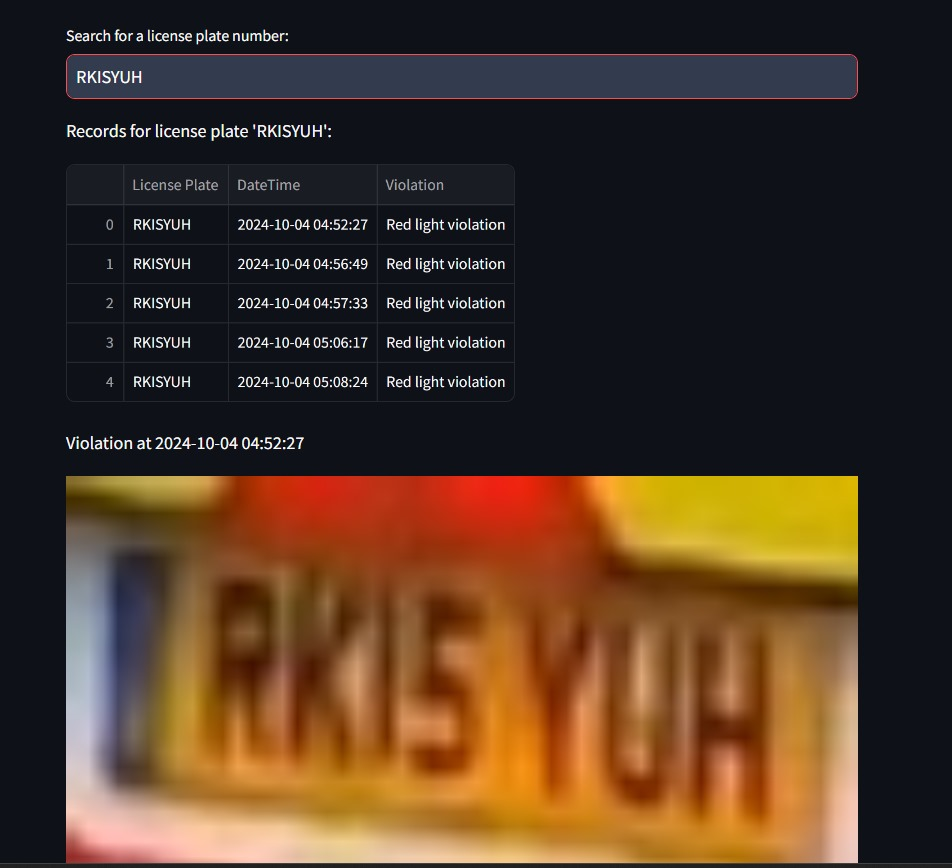 Search for a license plate number:
RKISYUH
Records for license plate 'RKISYUH':
License Plate DateTime Violation
0 RKISYUH 2024-10-04 04:52:27 Red light violation
1 RKISYUH 2024-10-04 04:56:49 Red light violation
2 RKISYUH 2024-10-04 04:57:33 Red light violation
3 RKISYUH 2024-10-04 05:06:17 Red light violation
4 RKISYUH 2024-10-04 05:08:24 Red light violation
Violation at 2024-10-04 04:52:27
RKIS YUH